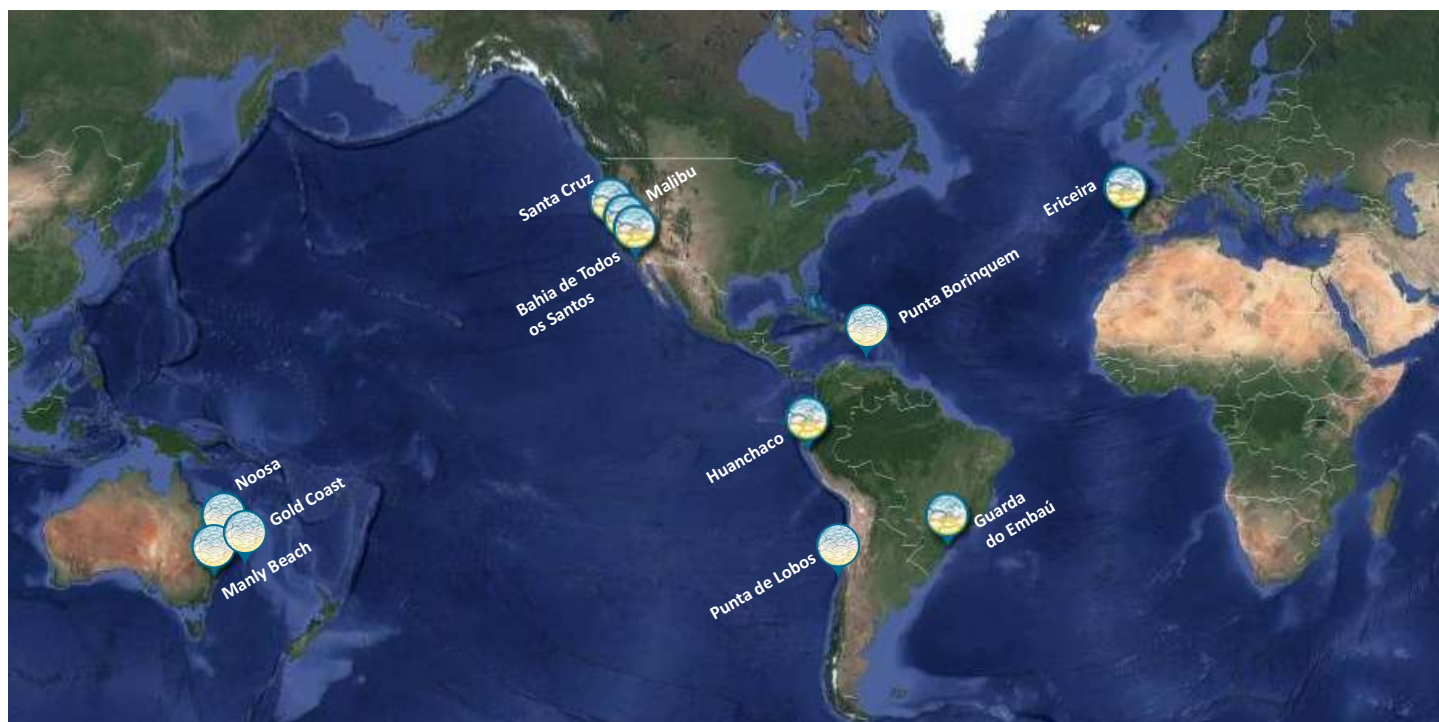 Santa Cruz
Malibu
Bahia de Todos
os Santos
Ericeira
Punta Borinquem
Huanchaco
Guarda
do Embaú
Punta de Lobos
Noosa
Gold Coast
Manly Beach